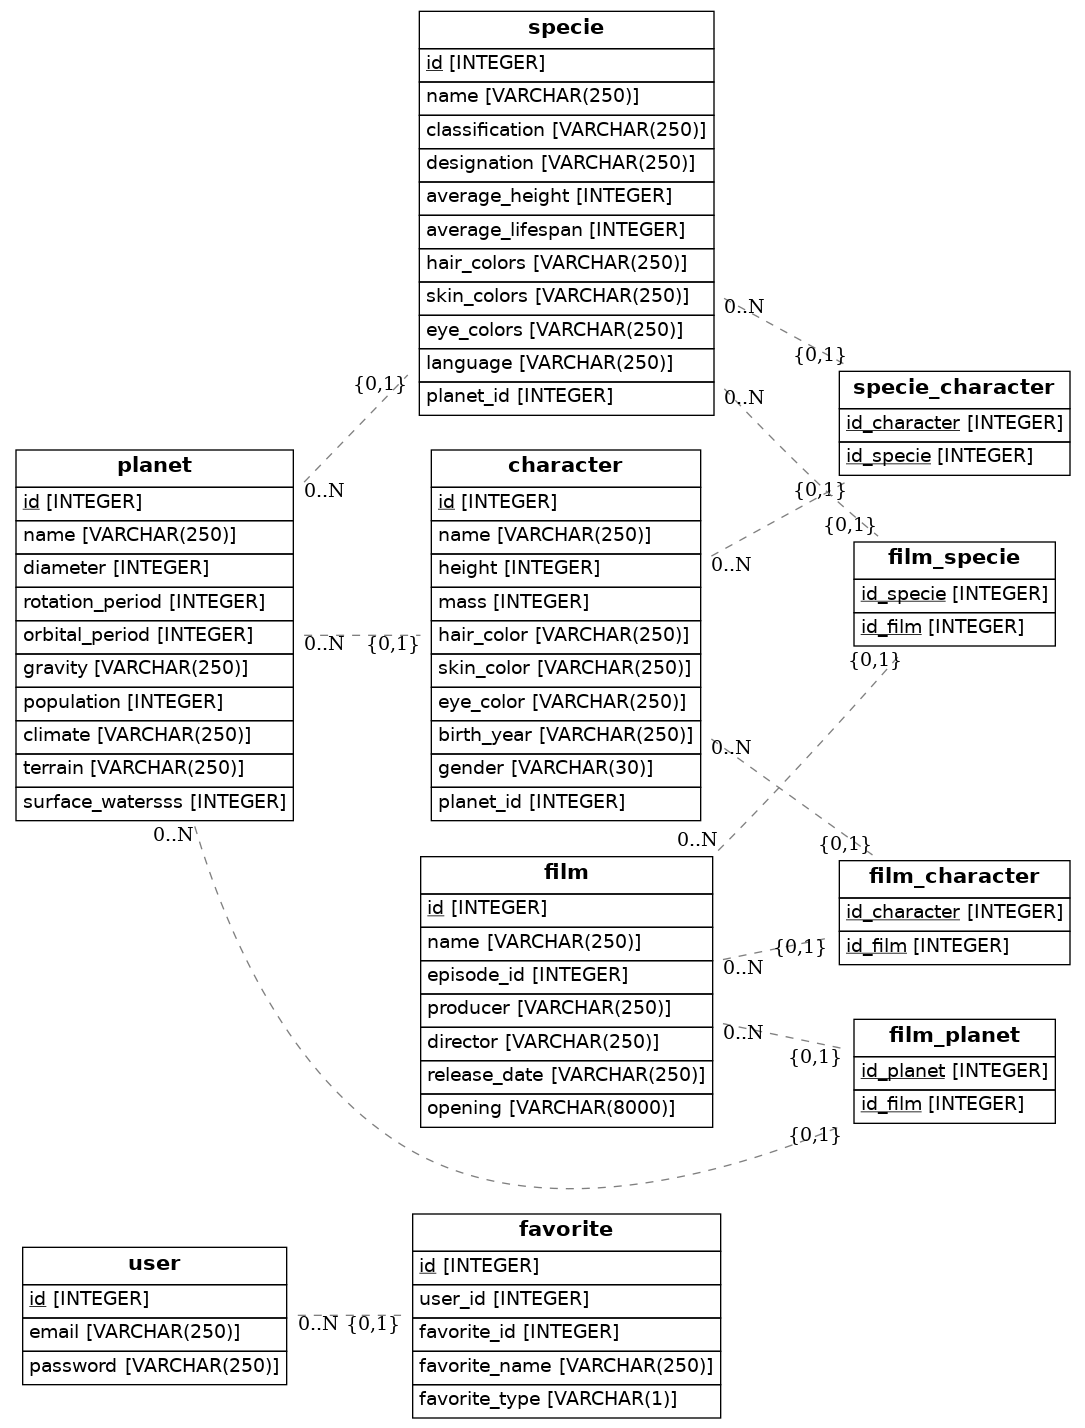 specie
id [INTEGER]
name [VARCHAR(250)]
classification [VARCHAR(250)]
designation [VARCHAR(250)]
average_height [INTEGER]
average_lifespan [INTEGER]
hair_colors [VARCHAR(250)]
skin_colors [VARCHAR(250)]
eye_colors [VARCHAR(250)]
language [VARCHAR(250)]
planet_id [INTEGER]
0..N
{0,1}
0..N
{0,1}
0..N
{0,1}
specie_character
id_character [INTEGER]
id_specie [INTEGER]
planet
id [INTEGER]
name [VARCHAR(250)]
diameter [INTEGER]
rotation_period [INTEGER]
orbital_period [INTEGER]
gravity [VARCHAR(250)]
population [INTEGER]
climate [VARCHAR(250)]
terrain [VARCHAR(250)]
surface_watersss [INTEGER]
0..N
{0,1}
character
id [INTEGER]
name [VARCHAR(250)]
height [INTEGER]
mass [INTEGER]
hair_color [VARCHAR(250)]
skin_color [VARCHAR(250)]
eye_color [VARCHAR(250)]
birth_year [VARCHAR(250)]
gender [VARCHAR(30)]
planet_id [INTEGER]
{0,1}
0..N
{0,1}
film_specie
id_specie [INTEGER]
id_film [INTEGER]
{0,1}
0..N
0..N
{0,1}
0..N
film
id [INTEGER]
name [VARCHAR(250)]
episode_id [INTEGER]
producer [VARCHAR(250)]
director [VARCHAR(250)]
release_date [VARCHAR(250)]
opening [VARCHAR(8000)]
film_character
id_character [INTEGER]
id_film [INTEGER]
0..N
{0,1}
0..N
{0,1}
film_planet
id_planet [INTEGER]
id_film [INTEGER]
{0,1}
user
id [INTEGER]
email [VARCHAR(250)]
password [VARCHAR(250)]
0..N
{0,1}
favorite
id [INTEGER]
user_id [INTEGER]
favorite_id [INTEGER]
favorite_name [VARCHAR(250)]
favorite_type [VARCHAR(1)]